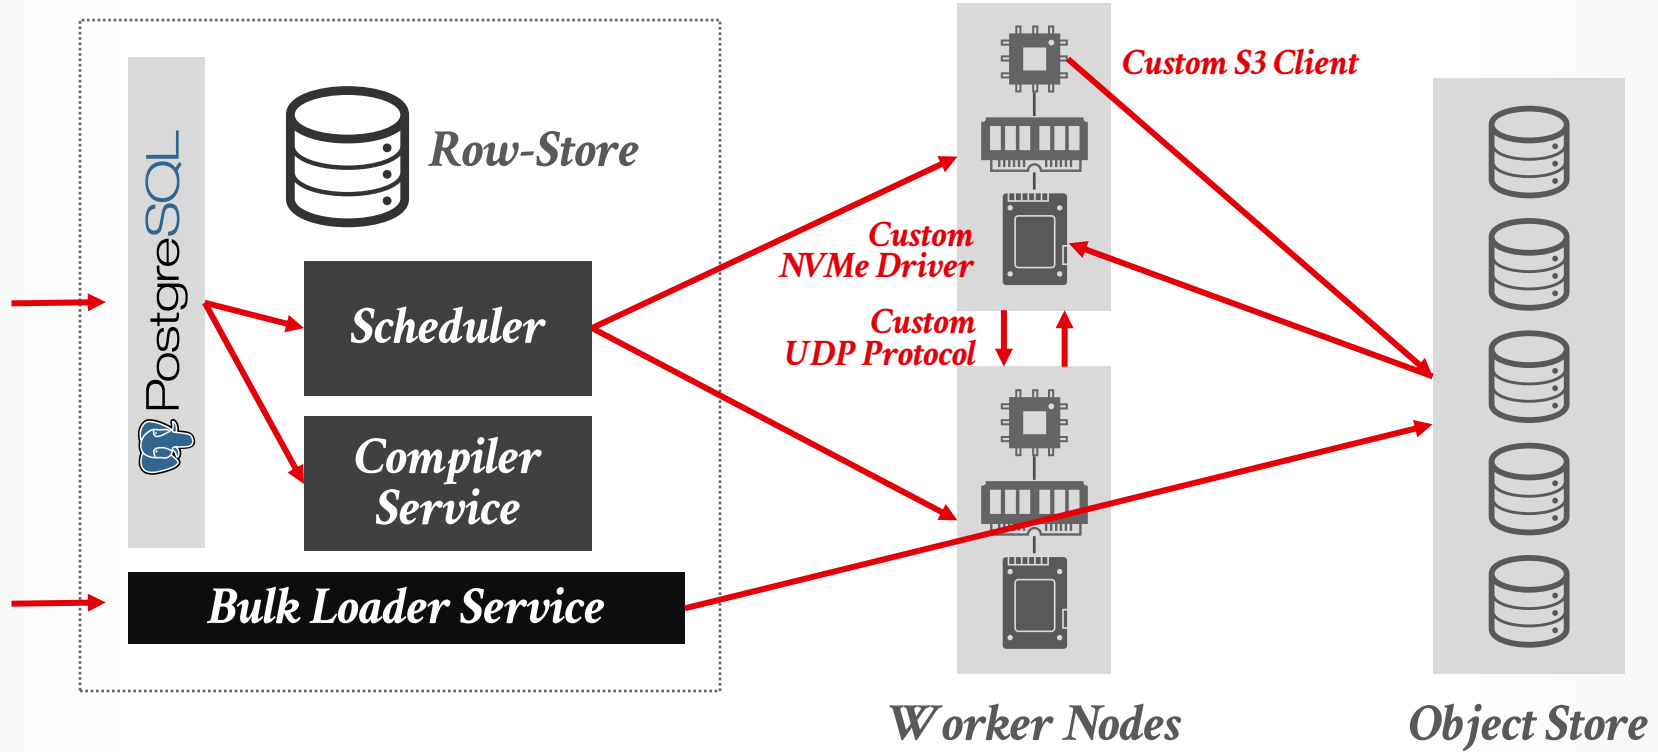 PostgreSQL
Row-Store
Scheduler
Compiler
Service
Bulk Loader Service
Custom S3 Client
Custom
NVMe Driver
Custom
UDP Protocol
Worker Nodes
Object Store